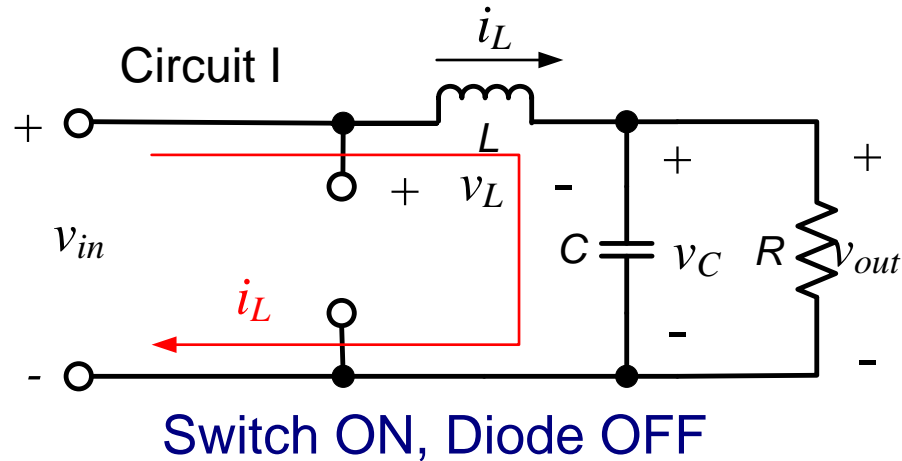 i_L
Circuit I
+
L
+
+ v_L -
+
v_in
C
v_C
R
v_out
i_L
-
-
-
Switch ON, Diode OFF